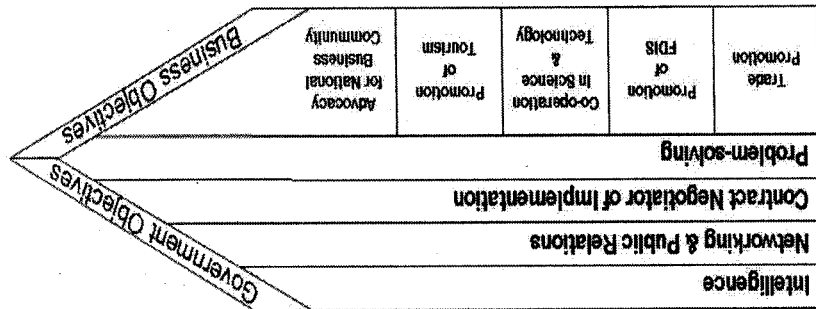 Intelligence
Networking & Public Relations
Contract Negotiator of Implementation
Problem-solving
Government Objectives
Trade
Promotion
Promotion
of
FDIS
Co-operation
In Science
&
Technology
Promotion
of
Tourism
Advocacy
for National
Business
Community
Business Objectives